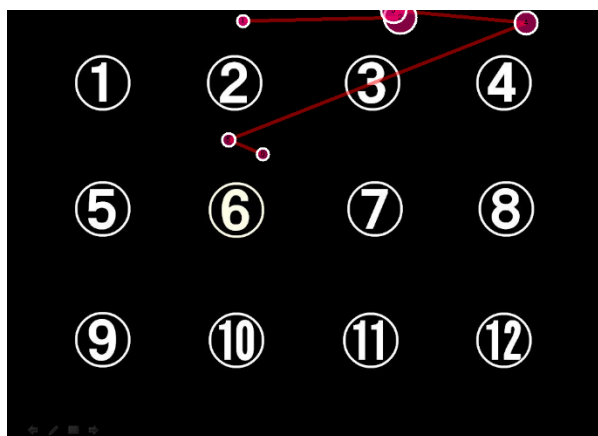 ① ② ③ ④
⑤ ⑥ ⑦ ⑧
⑨ ⑩ ⑪ ⑫